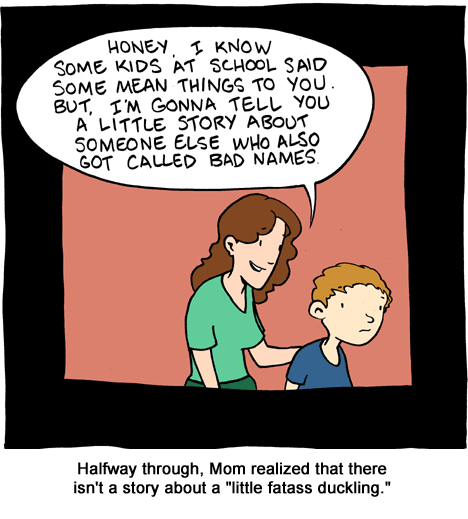 HONEY, I KNOW
SOME KIDS AT SCHOOL SAID
SOME MEAN THINGS TO YOU.
BUT, I'M GONNA TELL YOU
A LITTLE STORY ABOUT
SOMEONE ELSE WHO ALSO
GOT CALLED BAD NAMES.
Halfway through, Mom realized that there
isn't a story about a "little fatass duckling."